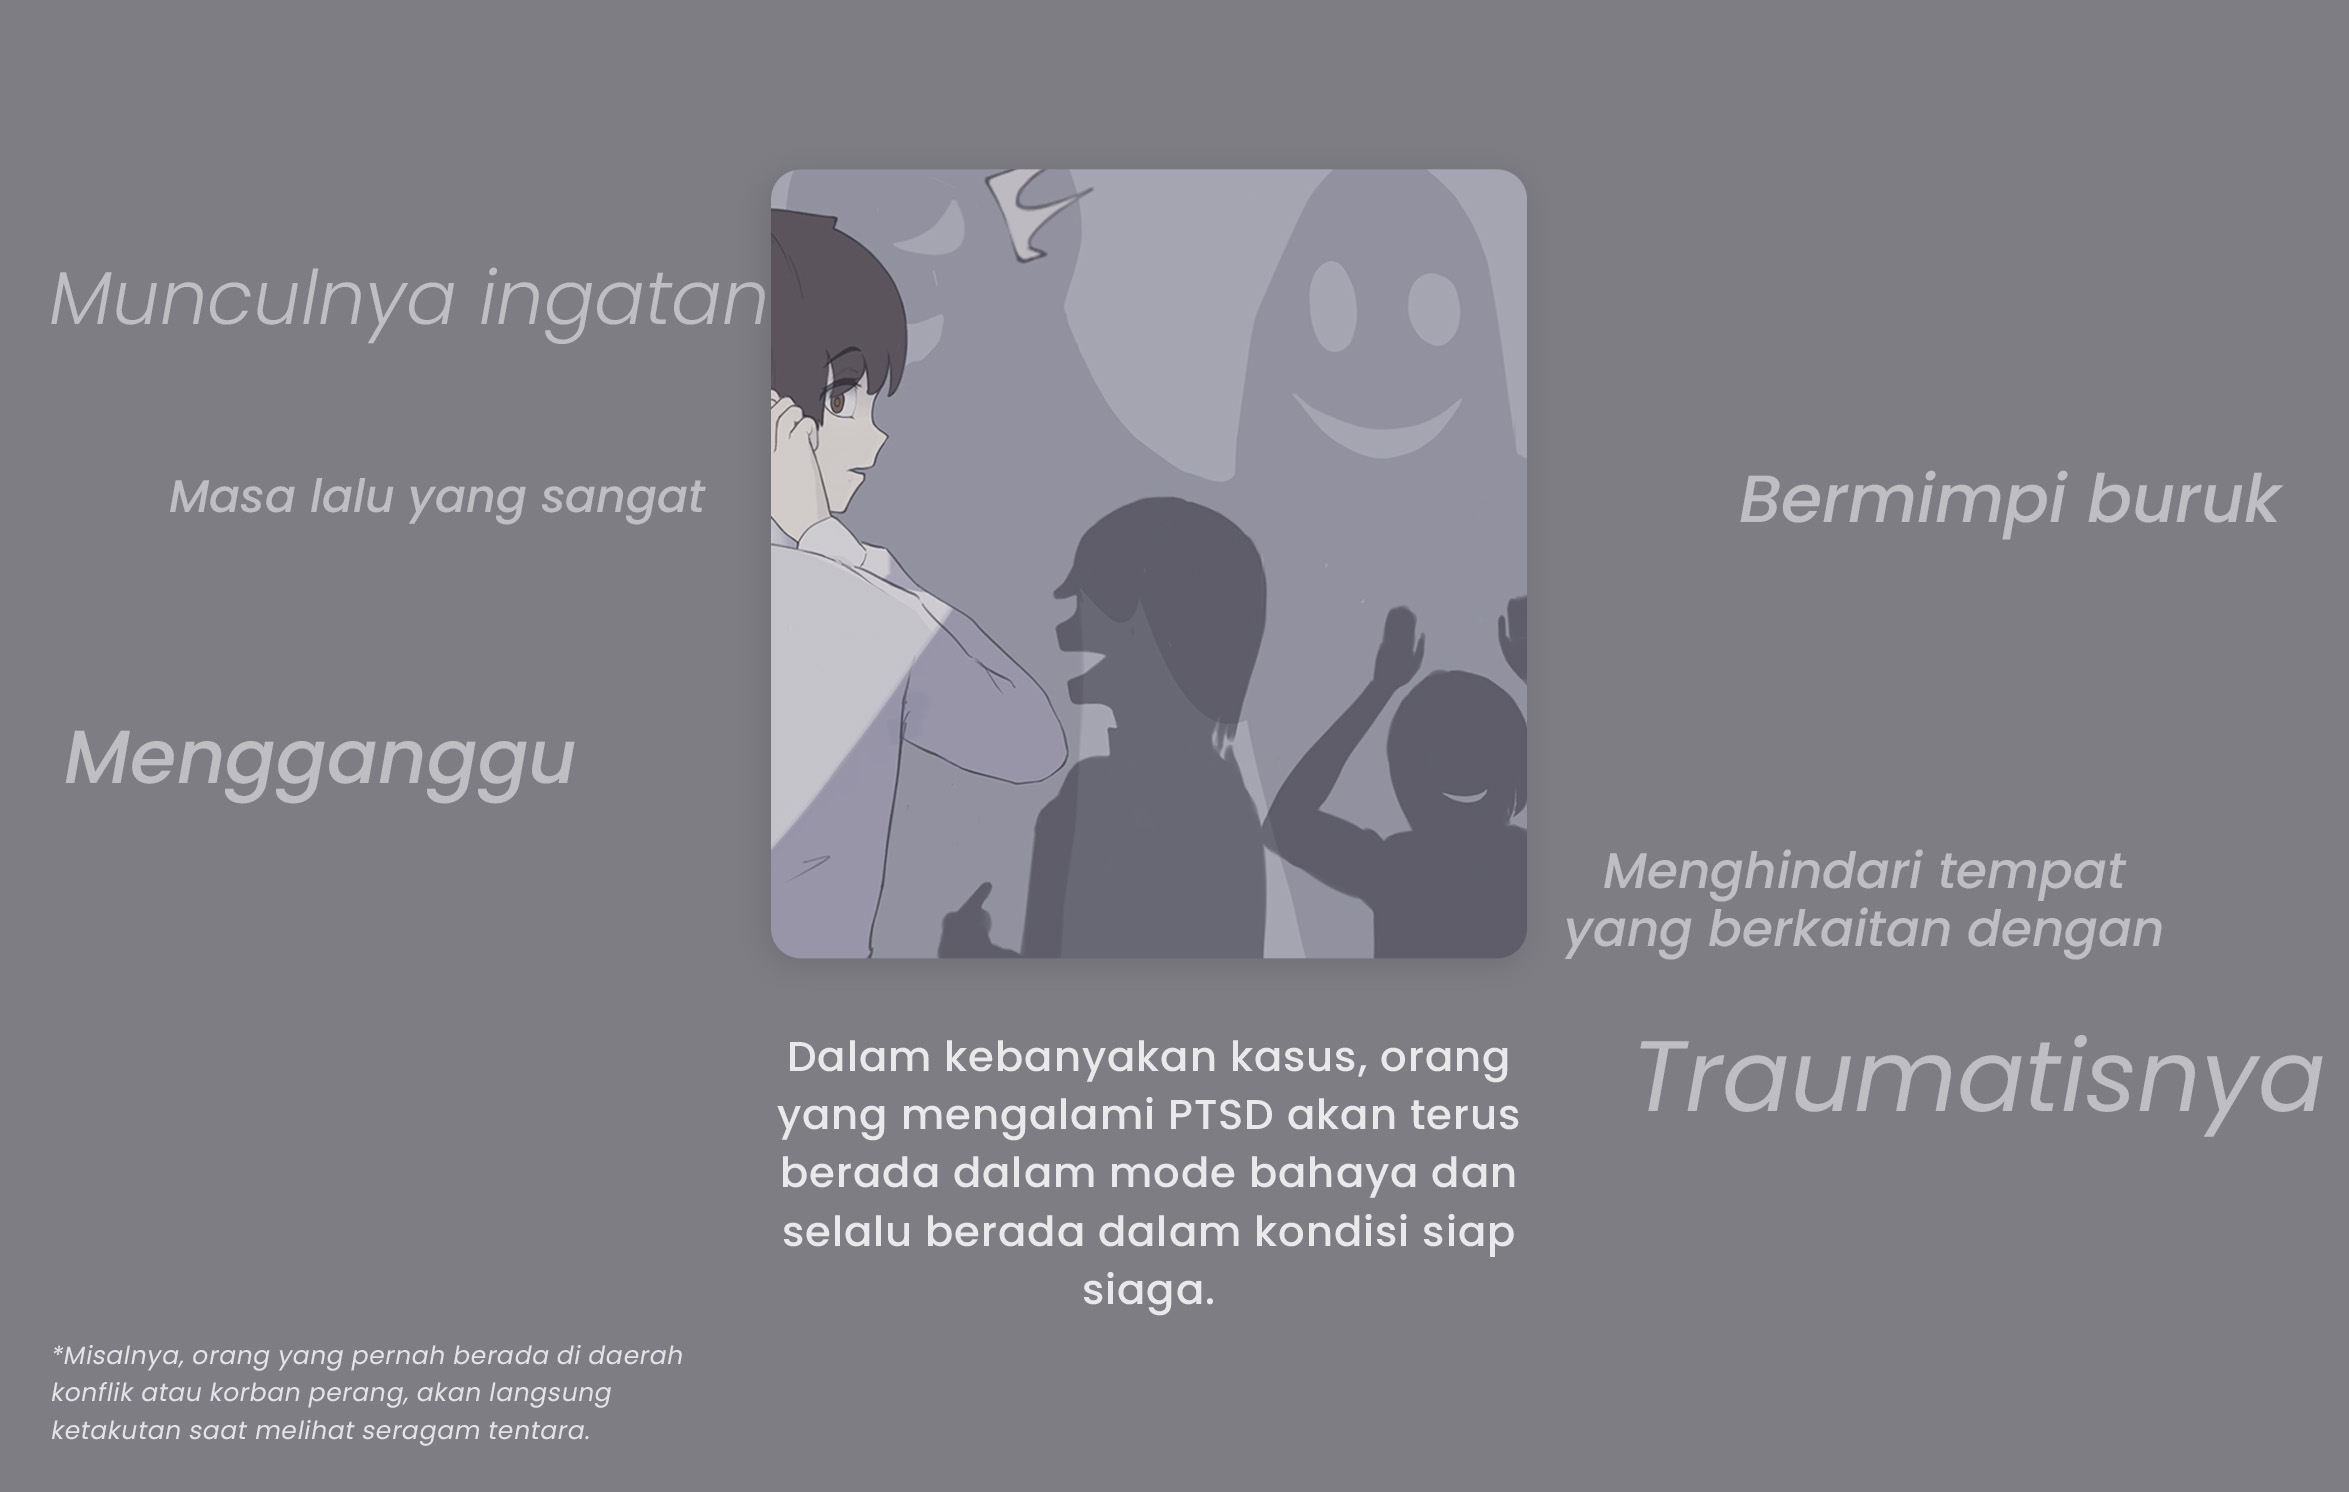 Munculnya ingatan
Masa lalu yang sangat
Mengganggu
Bermimpi buruk
Menghindari tempat
yang berkaitan dengan
Traumatisnya
Dalam kebanyakan kasus, orang
yang mengalami PTSD akan terus
berada dalam mode bahaya dan
selalu berada dalam kondisi siap
siaga.
*Misalnya, orang yang pernah berada di daerah
konflik atau korban perang, akan langsung
ketakutan saat melihat seragam tentara.